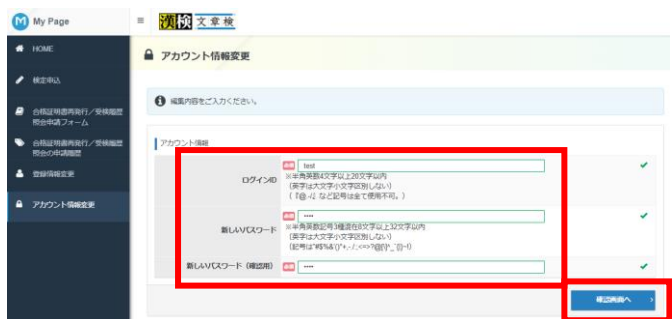 My Page
漢検 文章検
HOME
アカウント情報変更
検定申込
編集内容をご入力ください。
合格証明書再発行／受検履歴
照会申請フォーム
アカウント情報
合格証明書再発行／受検履歴
照会の申請履歴
登録情報変更
アカウント情報変更
ログインID
必須
test
※半角英数4文字以上20文字以内
(英字は大文字小文字区別しない)
新しいパスワード
必須
※半角英数記号3種混在8文字以上32文字以内
(英字は大文字小文字区別しない)
新しいパスワード（確認用）
必須
確認画面へ